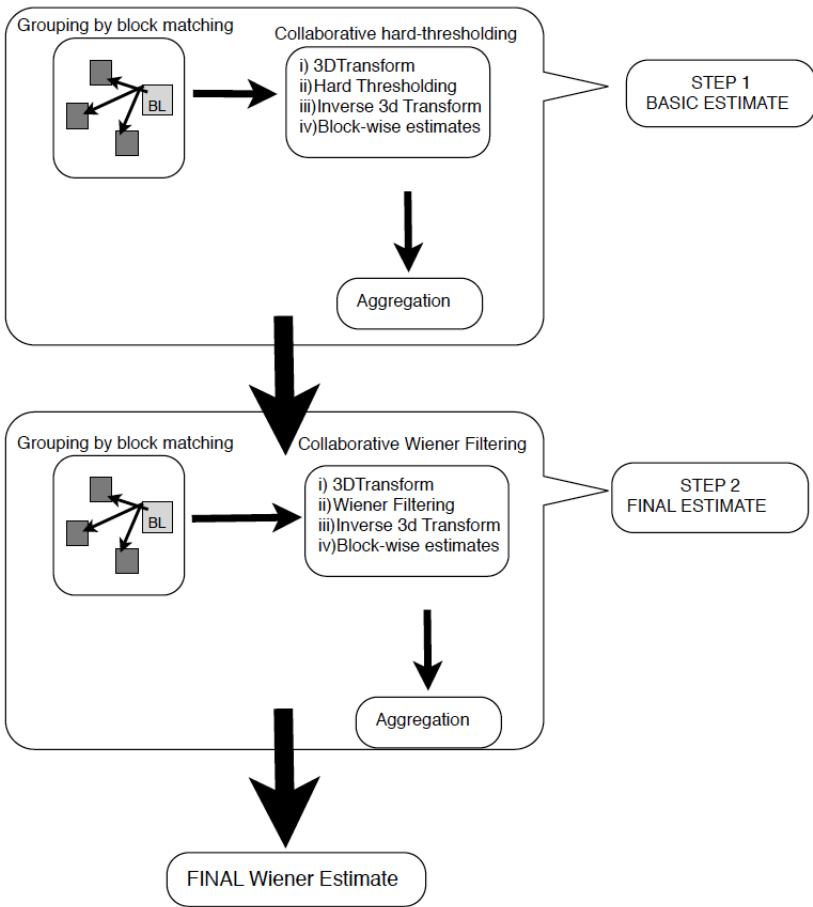 Grouping by block matching
Collaborative hard-thresholding
BL
i) 3DTransform
ii)Hard Thresholding
iii)Inverse 3d Transform
iv)Block-wise estimates
STEP 1
BASIC ESTIMATE
Aggregation
Grouping by block matching
Collaborative Wiener Filtering
BL
i) 3DTransform
ii)Wiener Filtering
iii)Inverse 3d Transform
iv)Block-wise estimates
STEP 2
FINAL ESTIMATE
Aggregation
FINAL Wiener Estimate